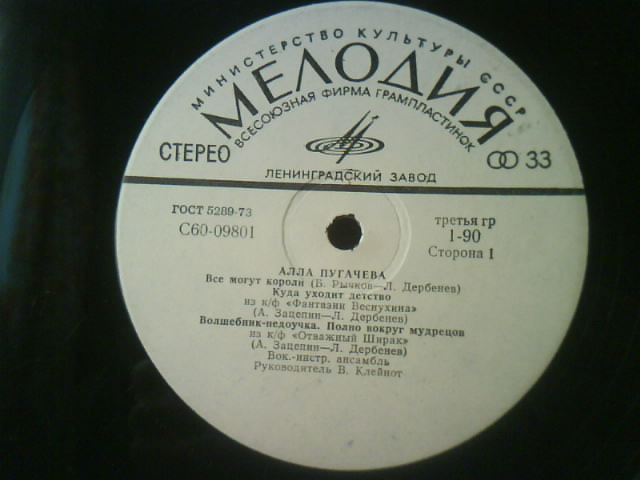 МИНИСТЕРСТВО КУЛЬТУРЫ СССР
МЕЛОДИЯ
ВСЕСОЮЗНАЯ ФИРМА ГРАМПЛАСТИНОК
СТЕРЕО
33
ЛЕНИНГРАДСКИЙ ЗАВОД
ГОСТ 5289-73
С60-09801
третья гр
1-90
Сторона 1
АЛЛА ПУГАЧЕВА
Все могут короли (Б. Рычков—Л. Дербенев)
Куда уходит детство
из к/ф «Фантазии Веснухина»
(А. Зацепин—Л. Дербенев)
Волшебник-недоучка. Полно вокруг мудрецов
из к/ф «Отважный Ширак»
(А. Зацепин—Л. Дербенев)
Вок.-инстр. ансамбль
Руководитель В. Клейнот